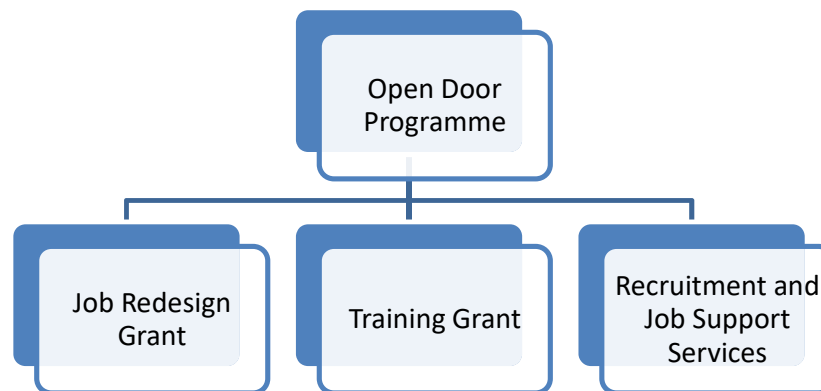 Open Door
Programme
Job Redesign
Grant
Training Grant
Recruitment and
Job Support
Services